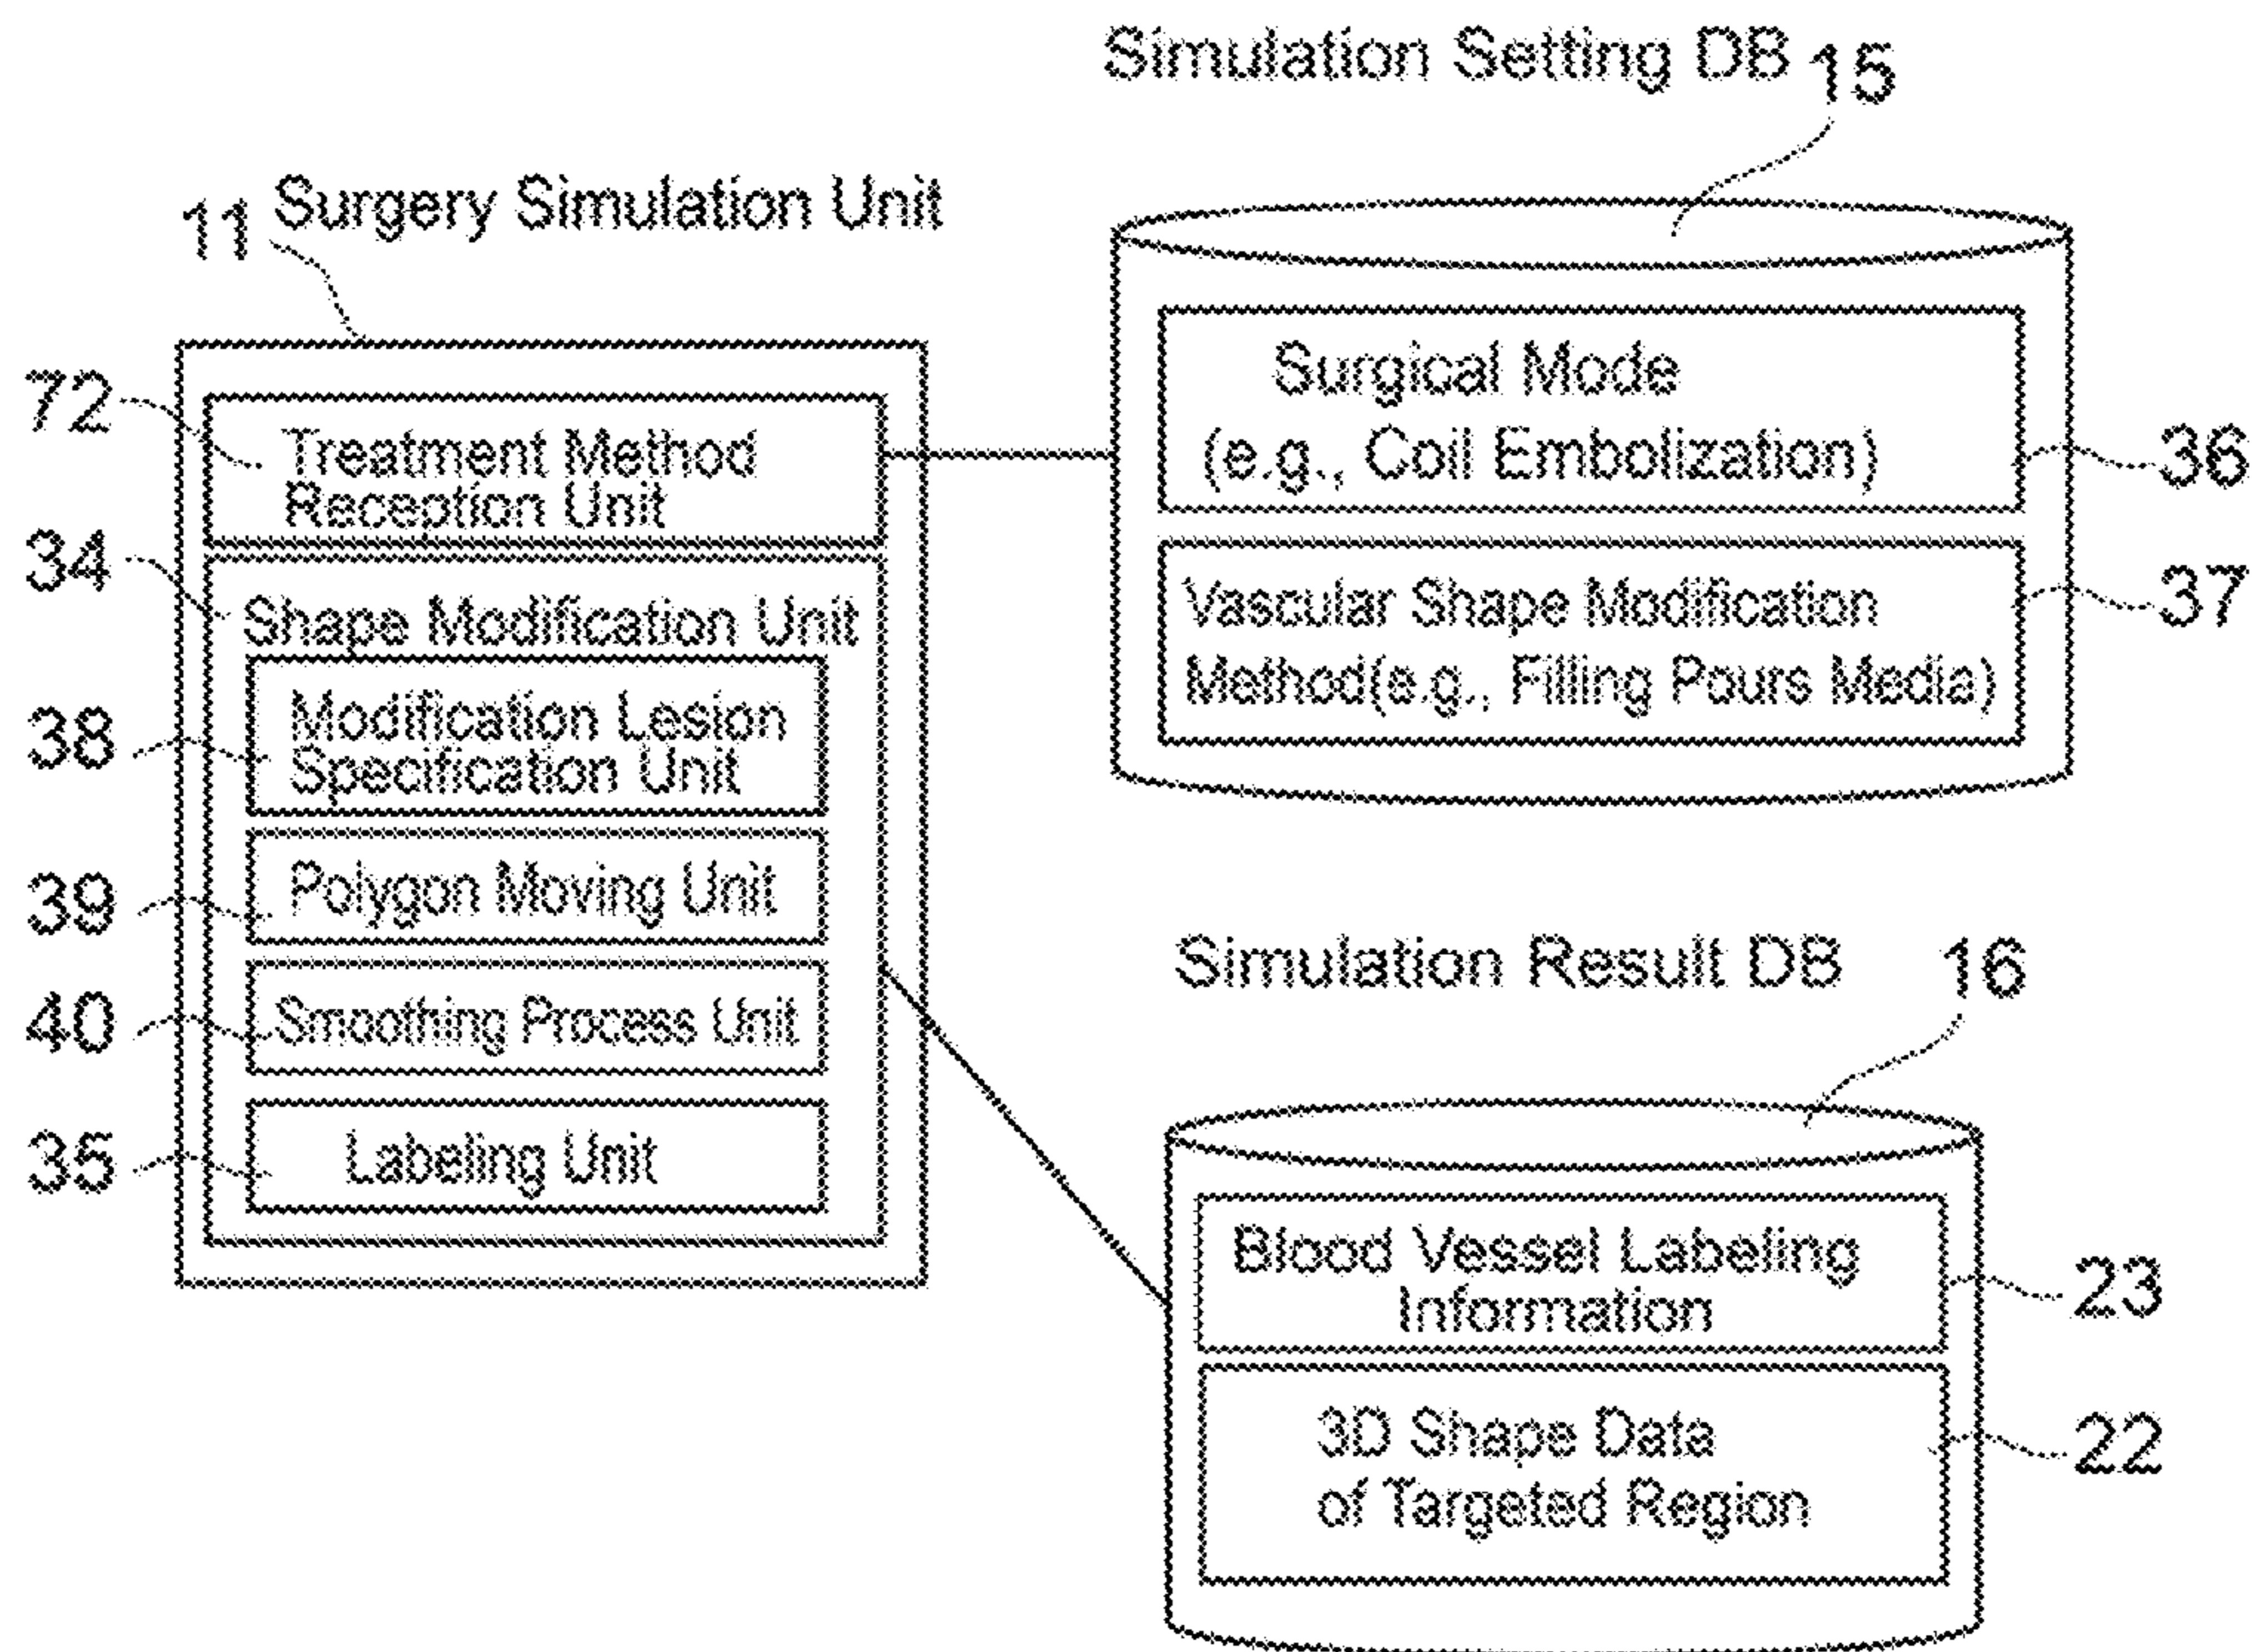 Simulation Setting DB 15
11 Surgery Simulation Unit
72
Treatment Method
Reception Unit
34
Shape Modification Unit
38
Modification Lesion
Specification Unit
39
Polygon Moving Unit
40
Smoothing Process Unit
35
Labeling Unit
Surgical Mode
(e.g., Coil Embolization)
36
Vascular Shape Modification
Method(e.g., Filling Pours Media)
37
Simulation Result DB 16
Blood Vessel Labeling
Information
23
3D Shape Data
of Targeted Region
22